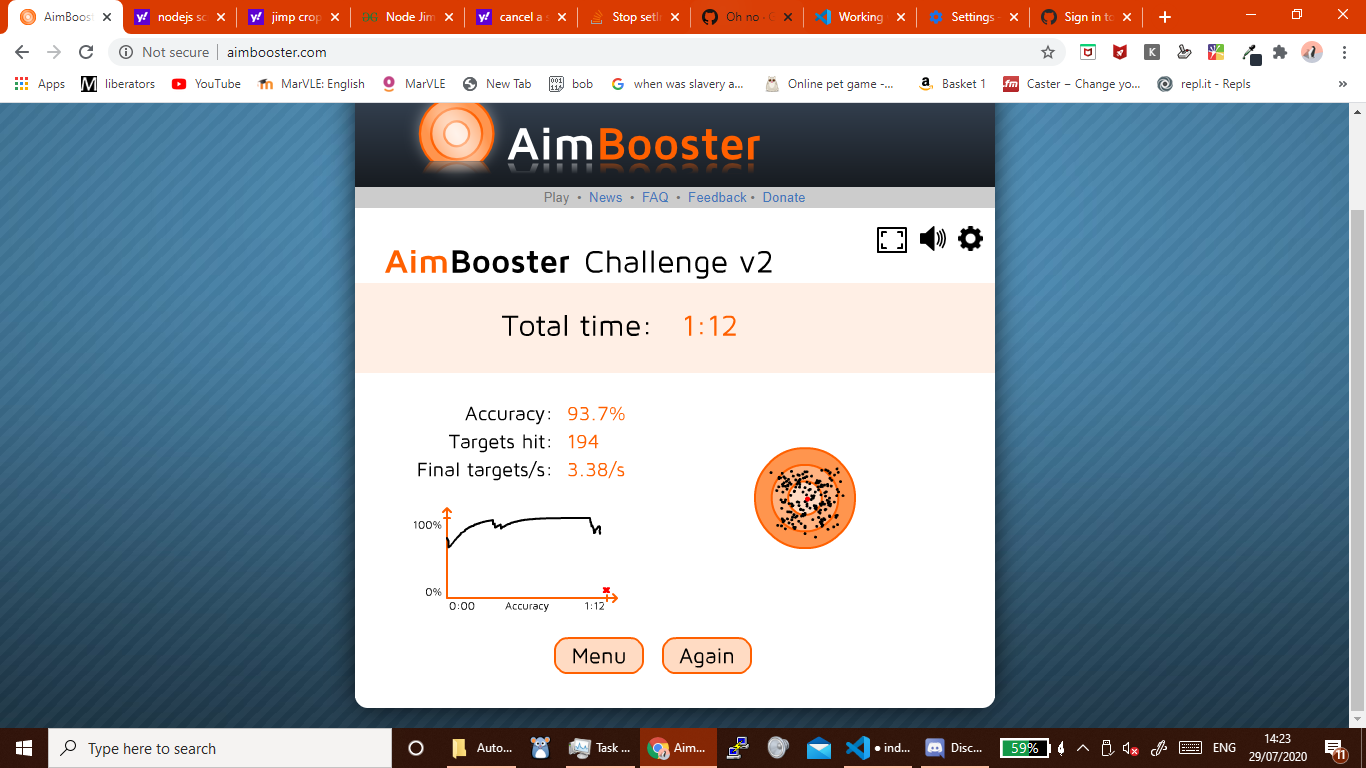 AimBooster
nodejs sc
jimp crop
Node Jim
cancel a s
Stop setI
Oh no · G
Working
Settings
Sign in to
Not secure
aimbooster.com
Apps
liberators
YouTube
MarVLE: English
MarVLE
New Tab
bob
when was slavery a...
Online pet game -...
Basket 1
Caster – Change yo...
repl.it - Repls
»
AimBooster
Play • News • FAQ • Feedback • Donate
AimBooster Challenge v2
Total time: 1:12
Accuracy: 93.7%
Targets hit: 194
Final targets/s: 3.38/s
100%
0%
0:00 Accuracy 1:12
Menu Again
Type here to search
Auto...
Task ...
Aim...
● ind...
Disc...
59%
ENG
14:23
29/07/2020
11